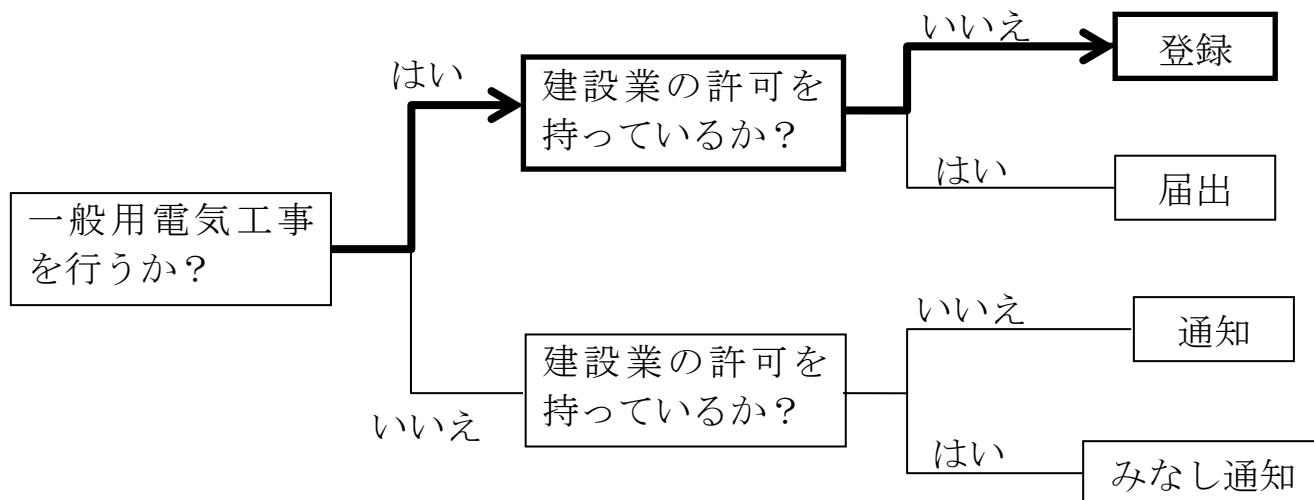 一般用電気工事
を行うか？
はい
建設業の許可を
持っているか？
いいえ
登録
はい
届出
いいえ
建設業の許可を
持っているか？
いいえ
通知
はい
みなし通知